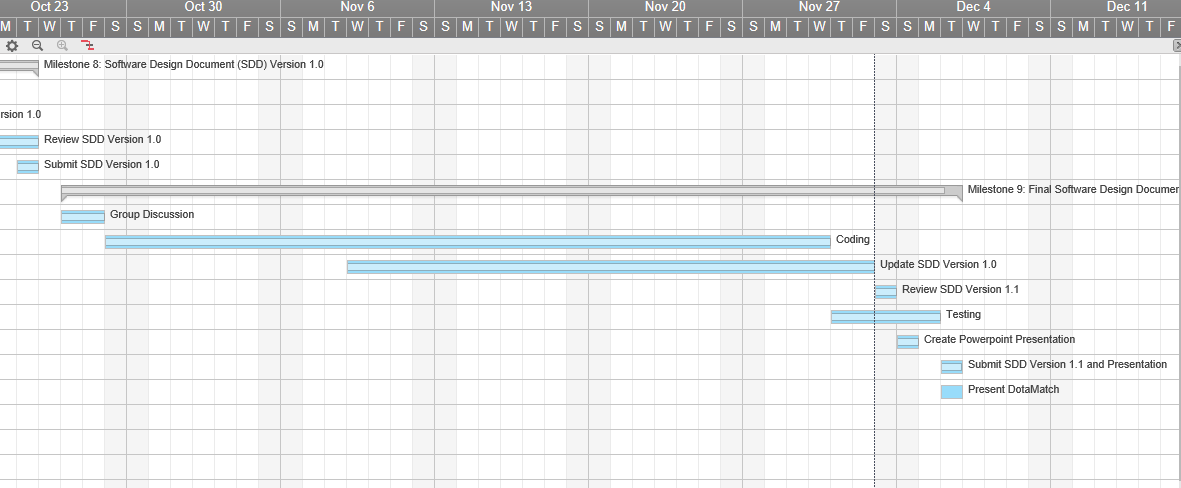 Oct 23 Oct 30 Nov 6 Nov 13 Nov 20 Nov 27 Dec 4 Dec 11
M T W T F S S M T W T F S S M T W T F S S M T W T F S S M T W T F S S M T W T F S S M T W T F S S M T W T F
Milestone 8: Software Design Document (SDD) Version 1.0
rsion 1.0
Review SDD Version 1.0
Submit SDD Version 1.0
Milestone 9: Final Software Design Documen
Group Discussion
Coding
Update SDD Version 1.0
Review SDD Version 1.1
Testing
Create Powerpoint Presentation
Submit SDD Version 1.1 and Presentation
Present DotaMatch